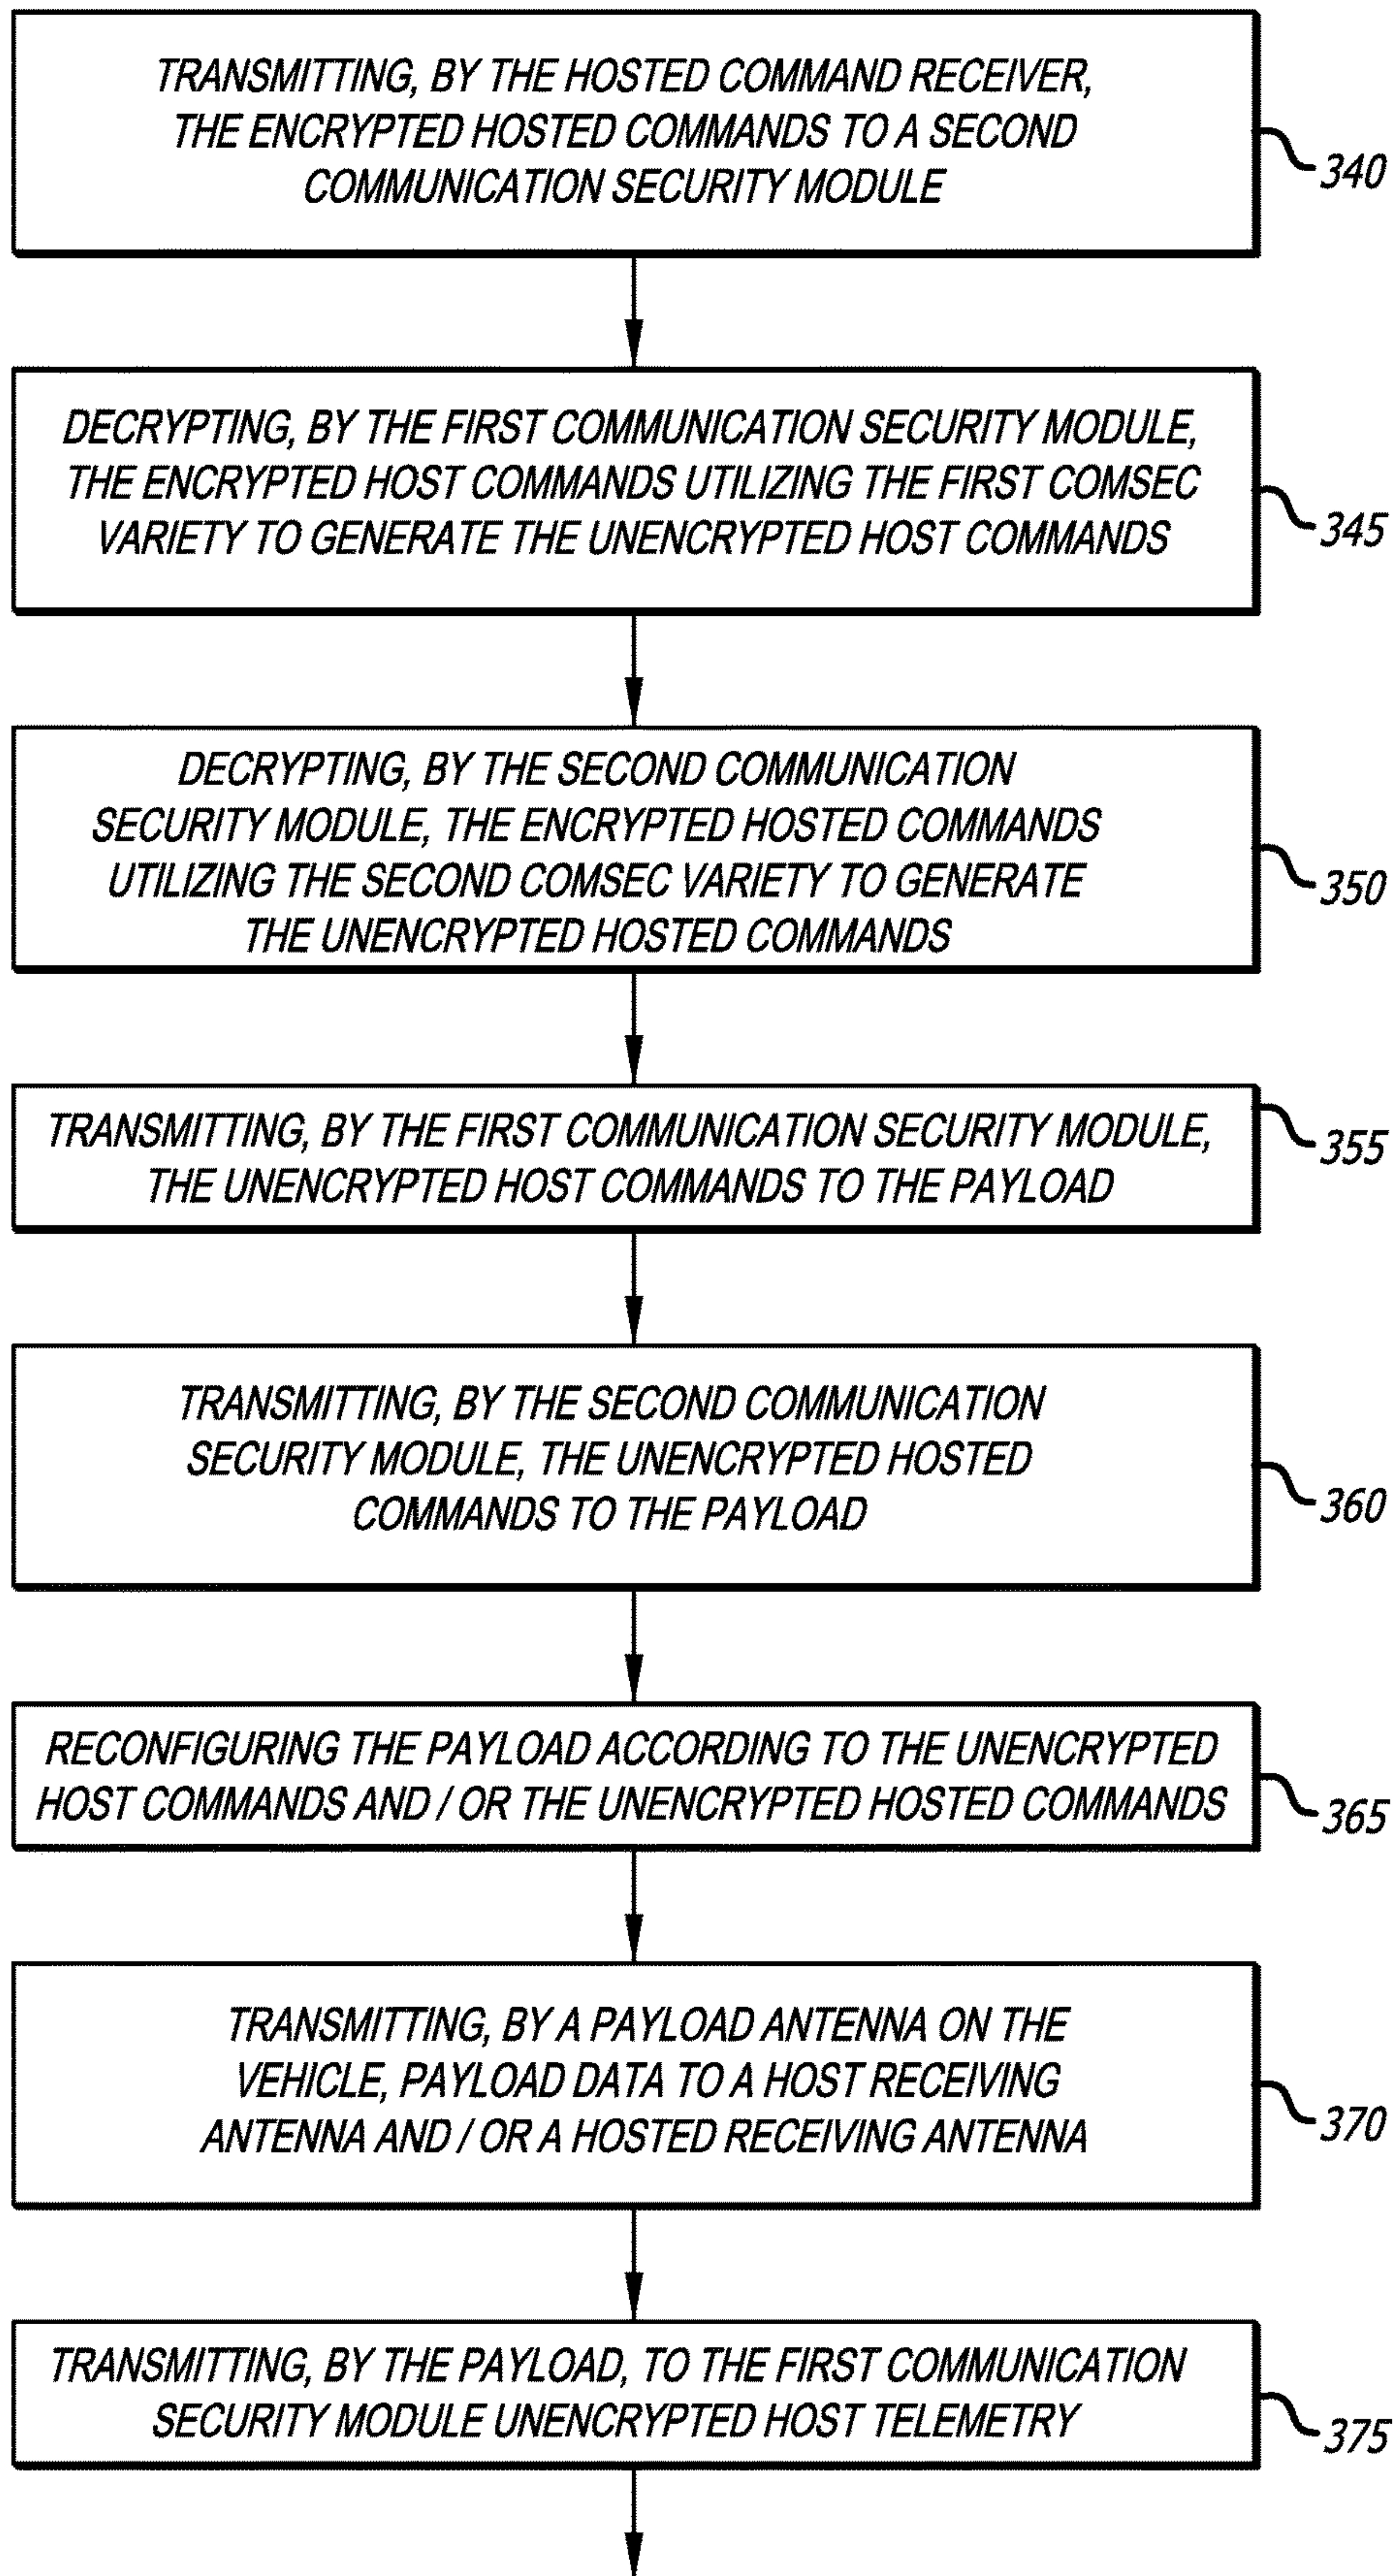 TRANSMITTING, BY THE HOSTED COMMAND RECEIVER,
THE ENCRYPTED HOSTED COMMANDS TO A SECOND
COMMUNICATION SECURITY MODULE
340
DECRYPTING, BY THE FIRST COMMUNICATION SECURITY MODULE,
THE ENCRYPTED HOST COMMANDS UTILIZING THE FIRST COMSEC
VARIETY TO GENERATE THE UNENCRYPTED HOST COMMANDS
345
DECRYPTING, BY THE SECOND COMMUNICATION
SECURITY MODULE, THE ENCRYPTED HOSTED COMMANDS
UTILIZING THE SECOND COMSEC VARIETY TO GENERATE
THE UNENCRYPTED HOSTED COMMANDS
350
TRANSMITTING, BY THE FIRST COMMUNICATION SECURITY MODULE,
THE UNENCRYPTED HOST COMMANDS TO THE PAYLOAD
355
TRANSMITTING, BY THE SECOND COMMUNICATION
SECURITY MODULE, THE UNENCRYPTED HOSTED
COMMANDS TO THE PAYLOAD
360
RECONFIGURING THE PAYLOAD ACCORDING TO THE UNENCRYPTED
HOST COMMANDS AND / OR THE UNENCRYPTED HOSTED COMMANDS
365
TRANSMITTING, BY A PAYLOAD ANTENNA ON THE
VEHICLE, PAYLOAD DATA TO A HOST RECEIVING
ANTENNA AND / OR A HOSTED RECEIVING ANTENNA
370
TRANSMITTING, BY THE PAYLOAD, TO THE FIRST COMMUNICATION
SECURITY MODULE UNENCRYPTED HOST TELEMETRY
375